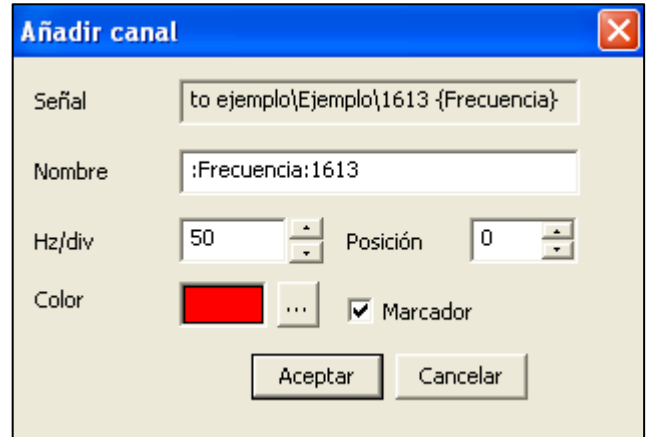 Añadir canal
Señal to ejemplo\Ejemplo\1613 {Frecuencia}
Nombre :Frecuencia:1613
Hz/div 50 Posición 0
Color ... Marcador
Aceptar Cancelar